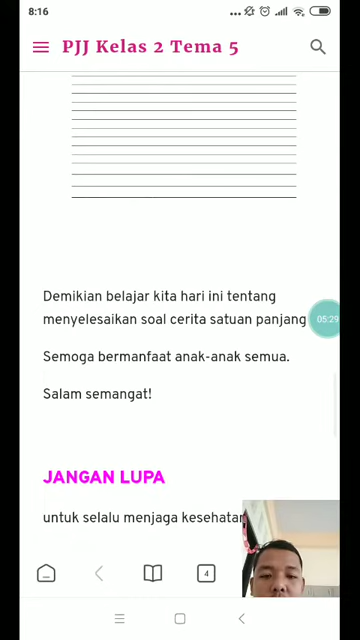 8:16
PJJ Kelas 2 Tema 5
Demikian belajar kita hari ini tentang
menyelesaikan soal cerita satuan panjang
05:29
Semoga bermanfaat anak-anak semua.
Salam semangat!
JANGAN LUPA
untuk selalu menjaga kesehatan
4